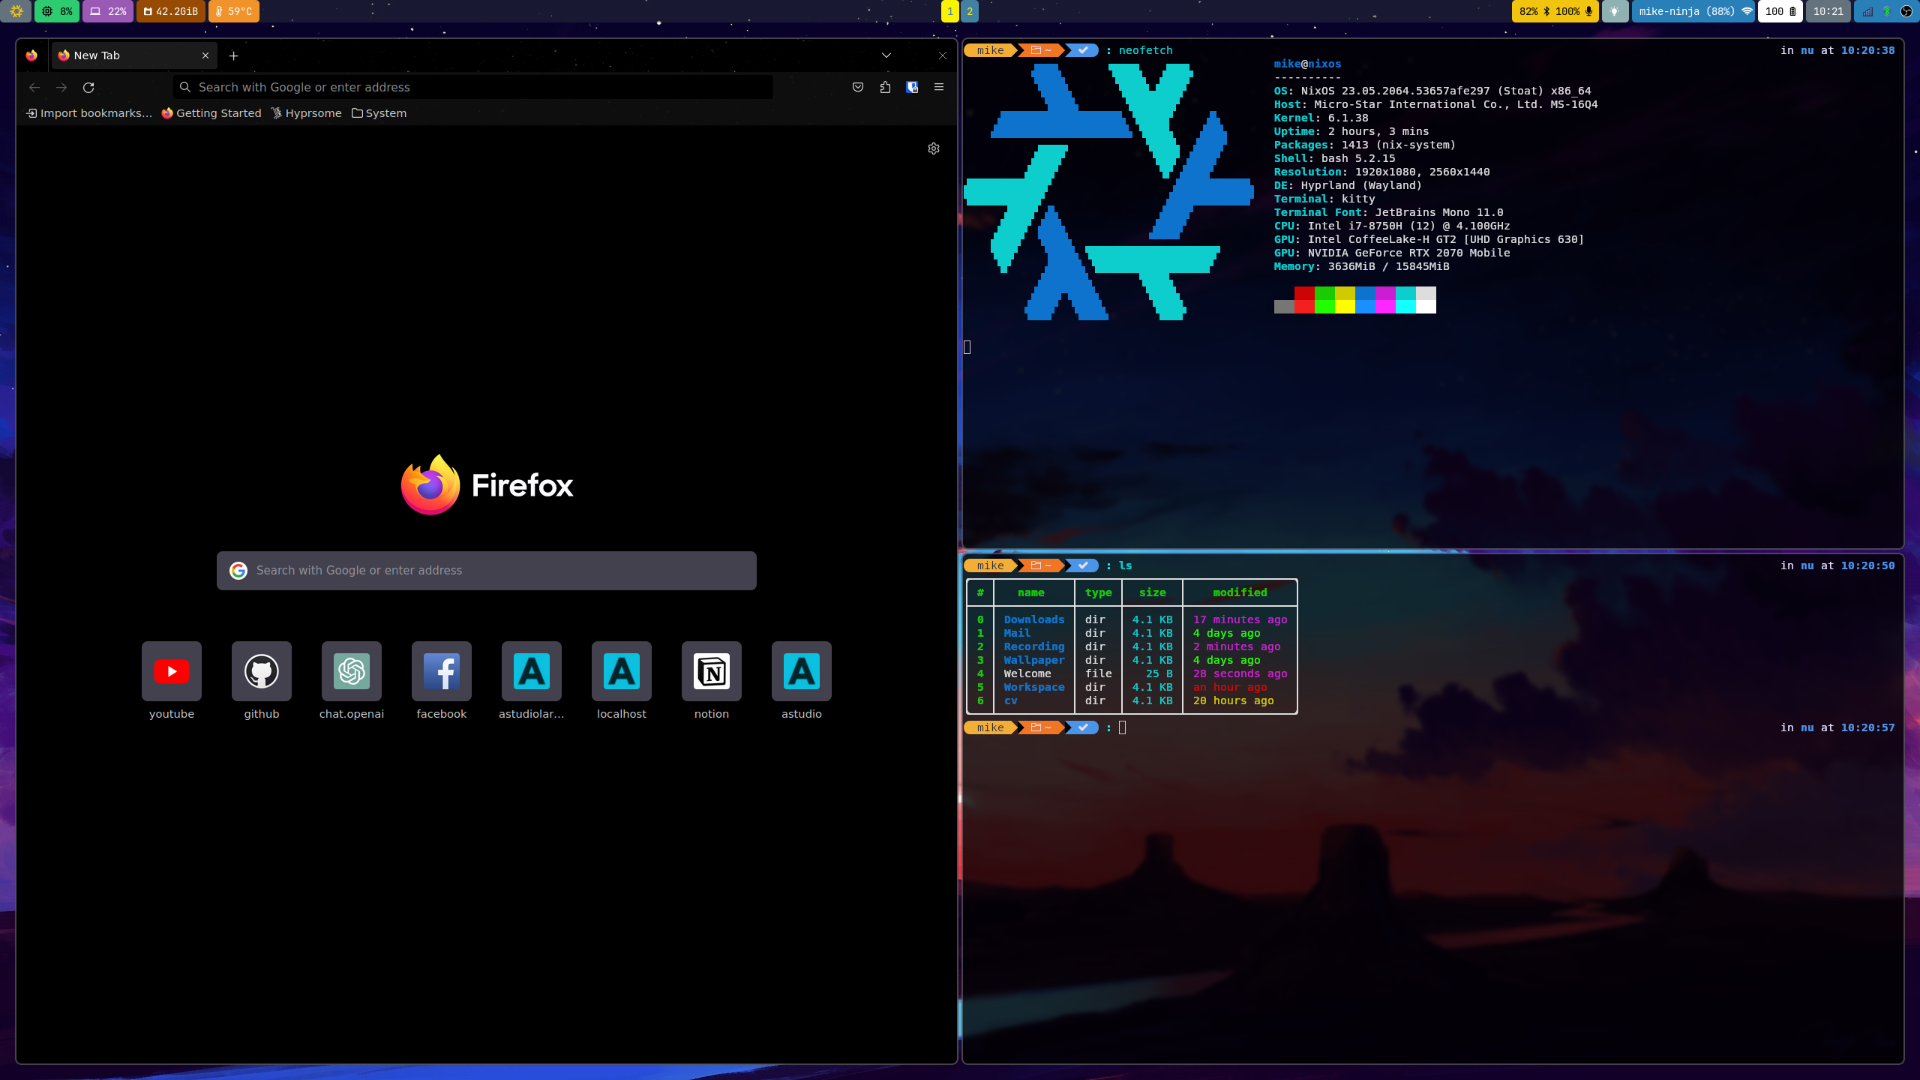 8% 22% 42.2GiB 59°C 1 2 82% 100% mike-ninja (88%) 100 10:21
New Tab
Search with Google or enter address
Import bookmarks... Getting Started Hyprsome System
Firefox
Search with Google or enter address
youtube github chat.openai facebook astudiolar... localhost notion astudio
mike ~ : neofetch in nu at 10:20:38
mike@nixos
----------
OS: NixOS 23.05.2064.53657afe297 (Stoat) x86_64
Host: Micro-Star International Co., Ltd. MS-16Q4
Kernel: 6.1.38
Uptime: 2 hours, 3 mins
Packages: 1413 (nix-system)
Shell: bash 5.2.15
Resolution: 1920x1080, 2560x1440
DE: Hyprland (Wayland)
Terminal: kitty
Terminal Font: JetBrains Mono 11.0
CPU: Intel i7-8750H (12) @ 4.100GHz
GPU: Intel CoffeeLake-H GT2 [UHD Graphics 630]
GPU: NVIDIA GeForce RTX 2070 Mobile
Memory: 3636MiB / 15845MiB
mike ~ : ls in nu at 10:20:50
# name type size modified
0 Downloads dir 4.1 KB 17 minutes ago
1 Mail dir 4.1 KB 4 days ago
2 Recording dir 4.1 KB 2 minutes ago
3 Wallpaper dir 4.1 KB 4 days ago
4 Welcome file 25 B 28 seconds ago
5 Workspace dir 4.1 KB an hour ago
6 cv dir 4.1 KB 20 hours ago
mike ~ : in nu at 10:20:57